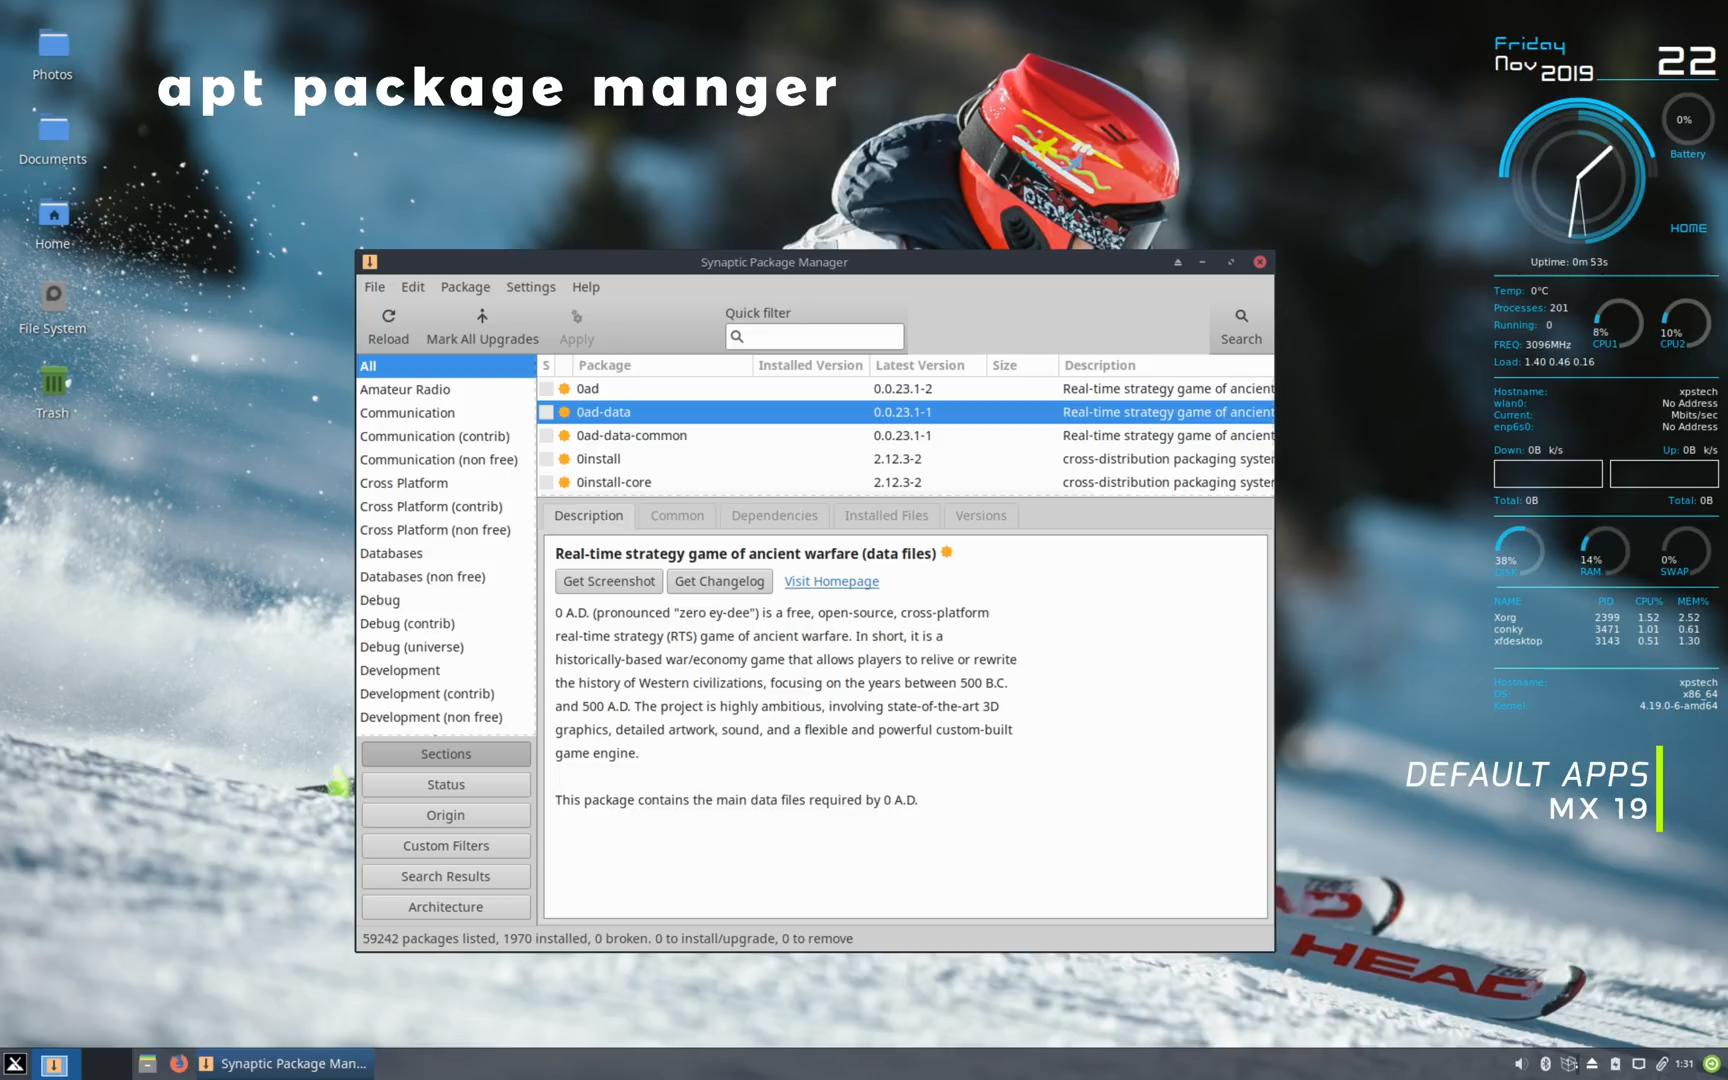 Photos
Documents
Home
File System
Trash
apt package manger
Synaptic Package Manager
File Edit Package Settings Help
Reload Mark All Upgrades Apply
Quick filter
Search
All
Amateur Radio
Communication
Communication (contrib)
Communication (non free)
Cross Platform
Cross Platform (contrib)
Cross Platform (non free)
Databases
Databases (non free)
Debug
Debug (contrib)
Debug (universe)
Development
Development (contrib)
Development (non free)
Sections
Status
Origin
Custom Filters
Search Results
Architecture
S Package Installed Version Latest Version Size Description
0ad 0.0.23.1-2 Real-time strategy game of ancient
0ad-data 0.0.23.1-1 Real-time strategy game of ancient
0ad-data-common 0.0.23.1-1 Real-time strategy game of ancient
0install 2.12.3-2 cross-distribution packaging syste
0install-core 2.12.3-2 cross-distribution packaging syste
Description Common Dependencies Installed Files Versions
Real-time strategy game of ancient warfare (data files)
Get Screenshot Get Changelog Visit Homepage
0 A.D. (pronounced "zero ey-dee") is a free, open-source, cross-platform
real-time strategy (RTS) game of ancient warfare. In short, it is a
historically-based war/economy game that allows players to relive or rewrite
the history of Western civilizations, focusing on the years between 500 B.C.
and 500 A.D. The project is highly ambitious, involving state-of-the-art 3D
graphics, detailed artwork, sound, and a flexible and powerful custom-built
game engine.
This package contains the main data files required by 0 A.D.
59242 packages listed, 1970 installed, 0 broken. 0 to install/upgrade, 0 to remove
Friday
Nov 2019 22
0%
Battery
HOME
Uptime: 0m 53s
Temp: 0°C
Processes: 201
Running: 0
FREQ: 3096MHz
Load: 1.40 0.46 0.16
8% CPU1
10% CPU2
Hostname: xpstech
wlan0: No Address
Current: Mbits/sec
enp6s0: No Address
Down: 0B k/s Up: 0B k/s
Total: 0B Total: 0B
38% DISK
14% RAM
0% SWAP
NAME PID CPU% MEM%
Xorg 2399 1.52 2.52
conky 3471 1.01 0.61
xfdesktop 3143 0.51 1.30
Hostname: xpstech
OS: x86_64
Kernel: 4.19.0-6-amd64
DEFAULT APPS
MX 19
HEAD
Synaptic Package Man...
1:31